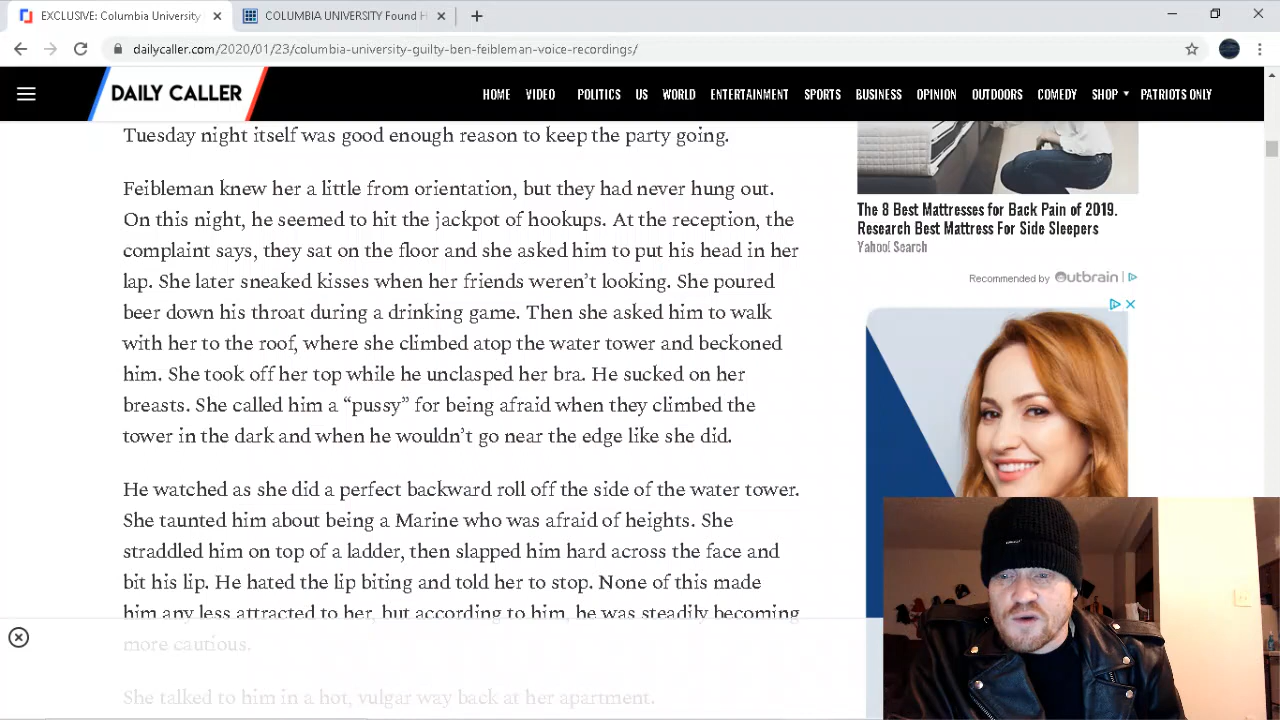 EXCLUSIVE: Columbia University
COLUMBIA UNIVERSITY Found H
dailycaller.com/2020/01/23/columbia-university-guilty-ben-feibleman-voice-recordings/
DAILY CALLER
HOME VIDEO POLITICS US WORLD ENTERTAINMENT SPORTS BUSINESS OPINION OUTDOORS COMEDY SHOP PATRIOTS ONLY
Tuesday night itself was good enough reason to keep the party going.
Feibleman knew her a little from orientation, but they had never hung out.
On this night, he seemed to hit the jackpot of hookups. At the reception, the
complaint says, they sat on the floor and she asked him to put his head in her
lap. She later sneaked kisses when her friends weren’t looking. She poured
beer down his throat during a drinking game. Then she asked him to walk
with her to the roof, where she climbed atop the water tower and beckoned
him. She took off her top while he unclasped her bra. He sucked on her
breasts. She called him a “pussy” for being afraid when they climbed the
tower in the dark and when he wouldn’t go near the edge like she did.
He watched as she did a perfect backward roll off the side of the water tower.
She taunted him about being a Marine who was afraid of heights. She
straddled him on top of a ladder, then slapped him hard across the face and
bit his lip. He hated the lip biting and told her to stop. None of this made
him any less attracted to her, but according to him, he was steadily becoming
more cautious.
She talked to him in a hot, vulgar way back at her apartment.
The 8 Best Mattresses for Back Pain of 2019.
Research Best Mattress For Side Sleepers
Yahoo! Search
Recommended by Outbrain